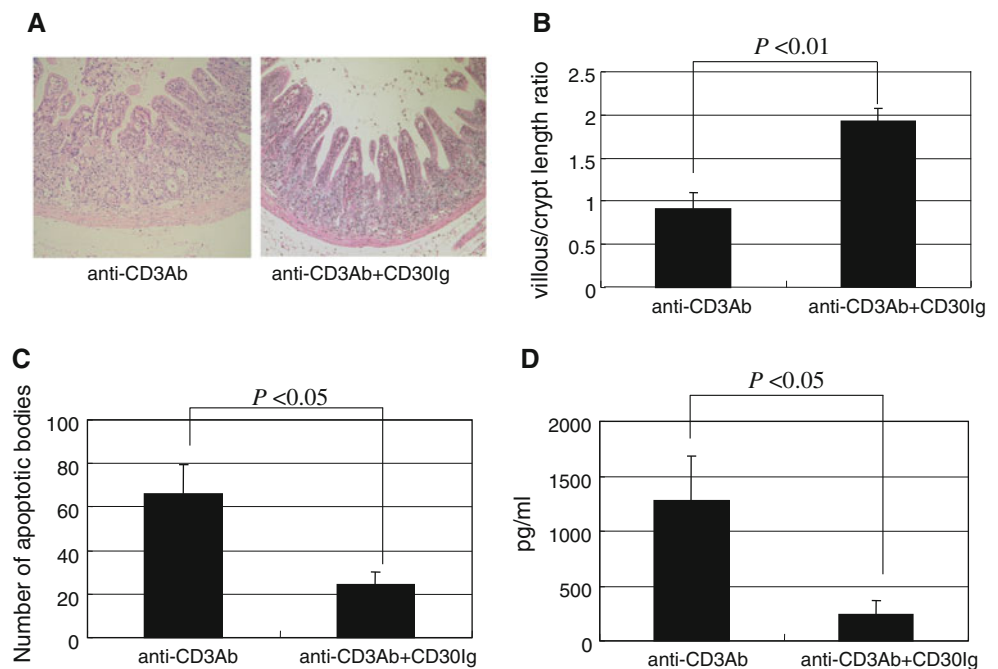 A
anti-CD3Ab
anti-CD3Ab+CD30Ig
B
P <0.01
villous/crypt length ratio
2.5
2
1.5
1
0.5
0
anti-CD3Ab
anti-CD3Ab+CD30Ig
C
P <0.05
Number of apoptotic bodies
100
80
60
40
20
0
anti-CD3Ab
anti-CD3Ab+CD30Ig
D
P <0.05
pg/ml
2000
1500
1000
500
0
anti-CD3Ab
anti-CD3Ab+CD30Ig